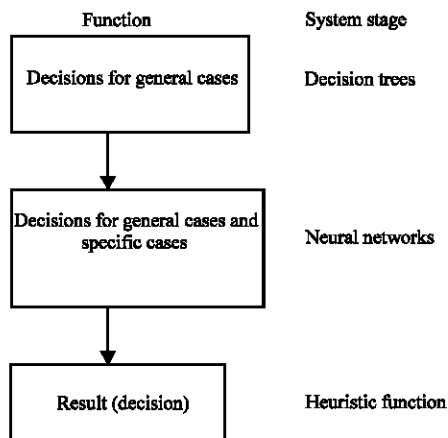 Function System stage
Decisions for general cases Decision trees
Decisions for general cases and
specific cases
Neural networks
Result (decision) Heuristic function